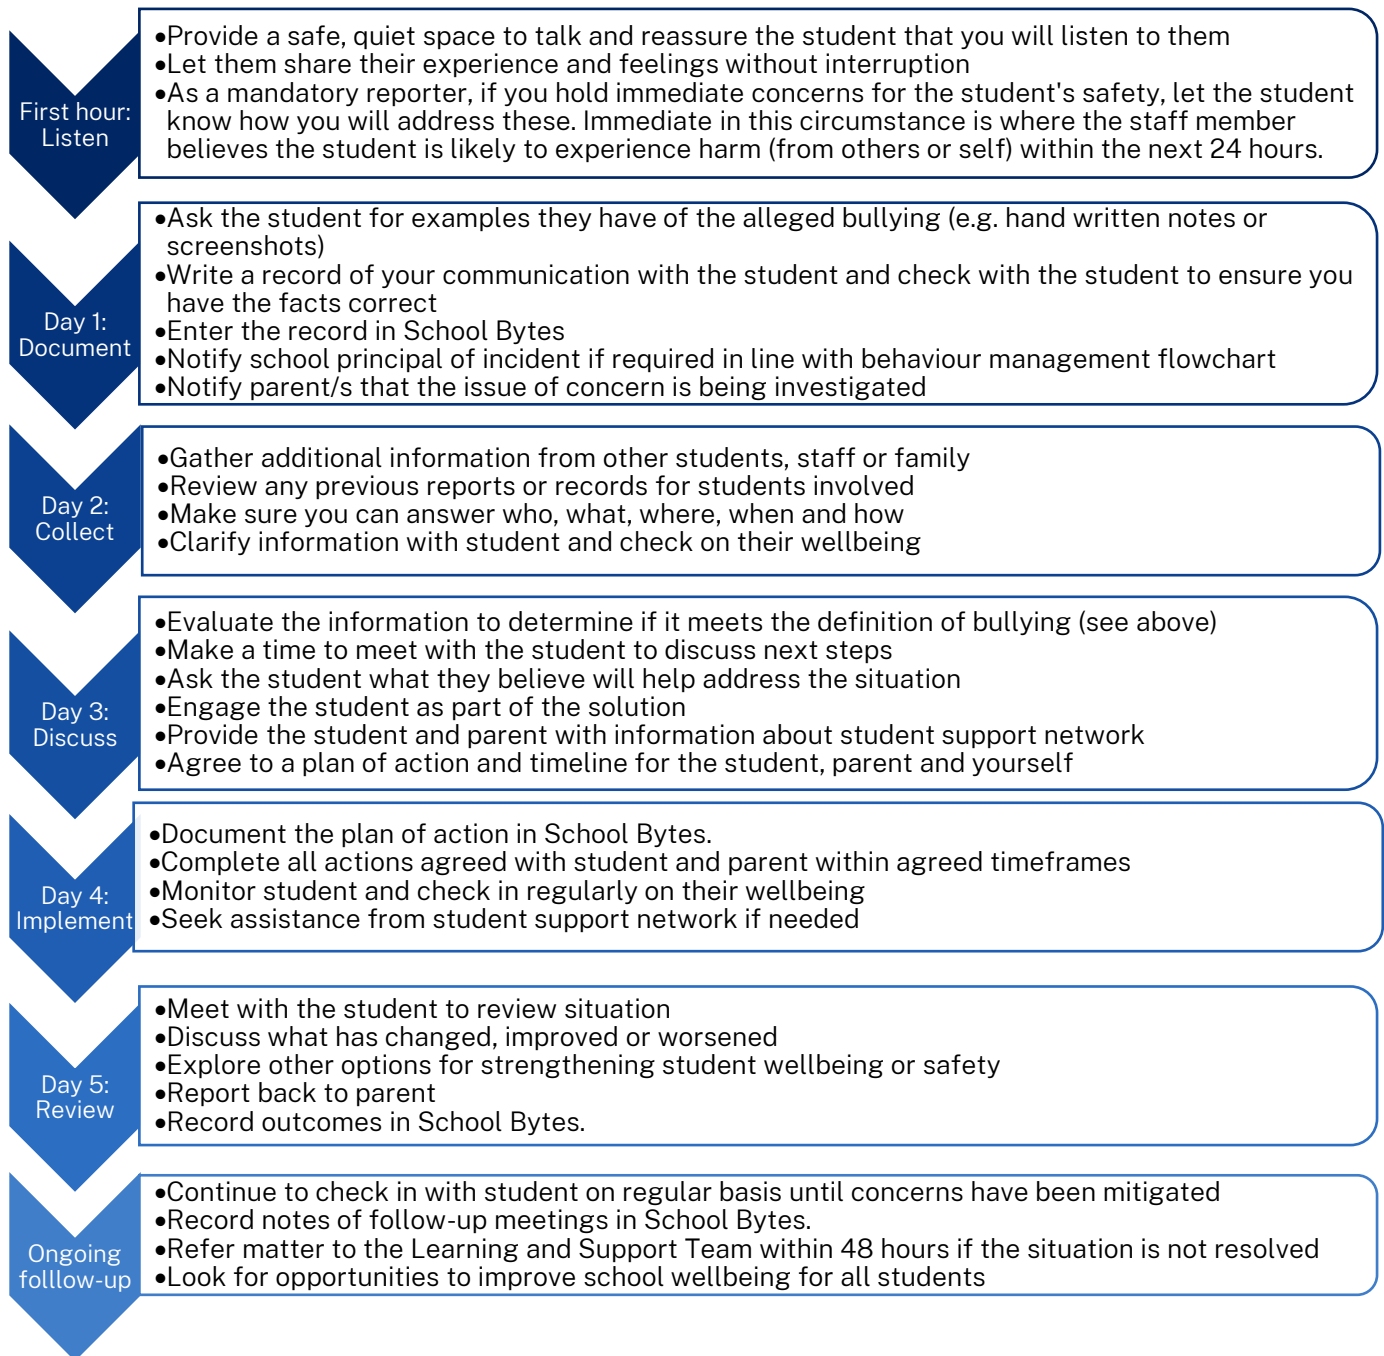 First hour:
Listen
•Provide a safe, quiet space to talk and reassure the student that you will listen to them
•Let them share their experience and feelings without interruption
•As a mandatory reporter, if you hold immediate concerns for the student's safety, let the student
know how you will address these. Immediate in this circumstance is where the staff member
believes the student is likely to experience harm (from others or self) within the next 24 hours.
Day 1:
Document
•Ask the student for examples they have of the alleged bullying (e.g. hand written notes or
screenshots)
•Write a record of your communication with the student and check with the student to ensure you
have the facts correct
•Enter the record in School Bytes
•Notify school principal of incident if required in line with behaviour management flowchart
•Notify parent/s that the issue of concern is being investigated
Day 2:
Collect
•Gather additional information from other students, staff or family
•Review any previous reports or records for students involved
•Make sure you can answer who, what, where, when and how
•Clarify information with student and check on their wellbeing
Day 3:
Discuss
•Evaluate the information to determine if it meets the definition of bullying (see above)
•Make a time to meet with the student to discuss next steps
•Ask the student what they believe will help address the situation
•Engage the student as part of the solution
•Provide the student and parent with information about student support network
•Agree to a plan of action and timeline for the student, parent and yourself
Day 4:
Implement
•Document the plan of action in School Bytes.
•Complete all actions agreed with student and parent within agreed timeframes
•Monitor student and check in regularly on their wellbeing
•Seek assistance from student support network if needed
Day 5:
Review
•Meet with the student to review situation
•Discuss what has changed, improved or worsened
•Explore other options for strengthening student wellbeing or safety
•Report back to parent
•Record outcomes in School Bytes.
Ongoing
folllow-up
•Continue to check in with student on regular basis until concerns have been mitigated
•Record notes of follow-up meetings in School Bytes.
•Refer matter to the Learning and Support Team within 48 hours if the situation is not resolved
•Look for opportunities to improve school wellbeing for all students